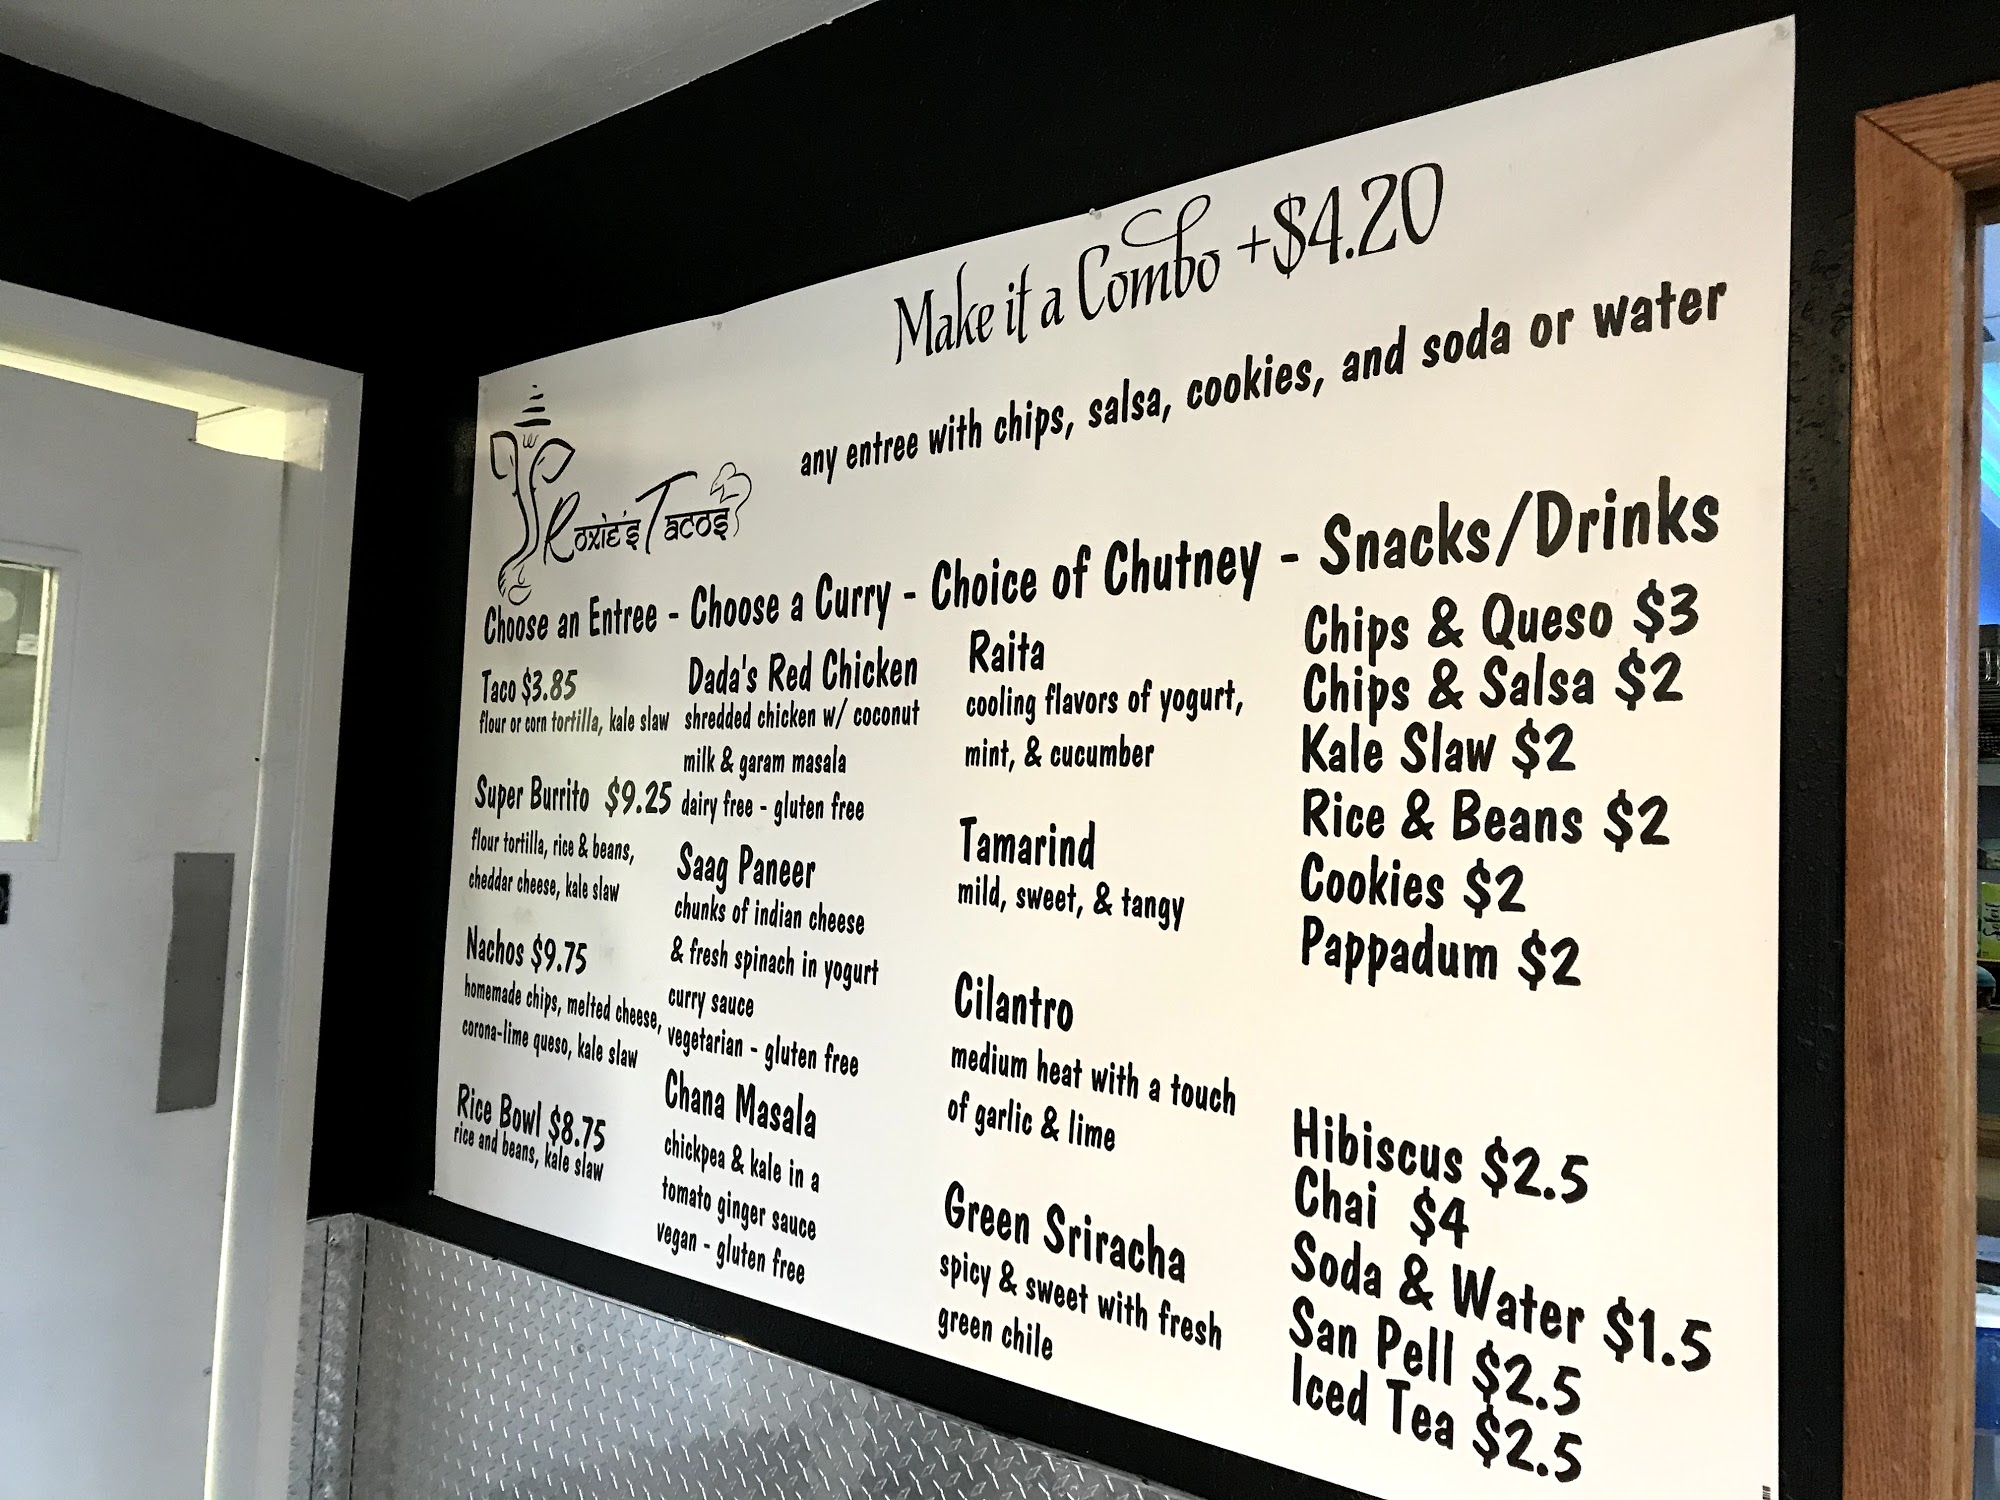 Make it a Combo +$4.20
any entree with chips, salsa, cookies, and soda or water
Roxie's Tacos
Choose an Entree - Choose a Curry - Choice of Chutney - Snacks/Drinks
Taco $3.85
flour or corn tortilla, kale slaw
Super Burrito $9.25
flour tortilla, rice & beans,
cheddar cheese, kale slaw
Nachos $9.75
homemade chips, melted cheese,
corona-lime queso, kale slaw
Rice Bowl $8.75
rice and beans, kale slaw
Dada's Red Chicken
shredded chicken w/ coconut
milk & garam masala
dairy free - gluten free
Saag Paneer
chunks of indian cheese
& fresh spinach in yogurt
curry sauce
vegetarian - gluten free
Chana Masala
chickpea & kale in a
tomato ginger sauce
vegan - gluten free
Raita
cooling flavors of yogurt,
mint, & cucumber
Tamarind
mild, sweet, & tangy
Cilantro
medium heat with a touch
of garlic & lime
Green Sriracha
spicy & sweet with fresh
green chile
Chips & Queso $3
Chips & Salsa $2
Kale Slaw $2
Rice & Beans $2
Cookies $2
Pappadum $2
Hibiscus $2.5
Chai $4
Soda & Water $1.5
San Pell $2.5
Iced Tea $2.5